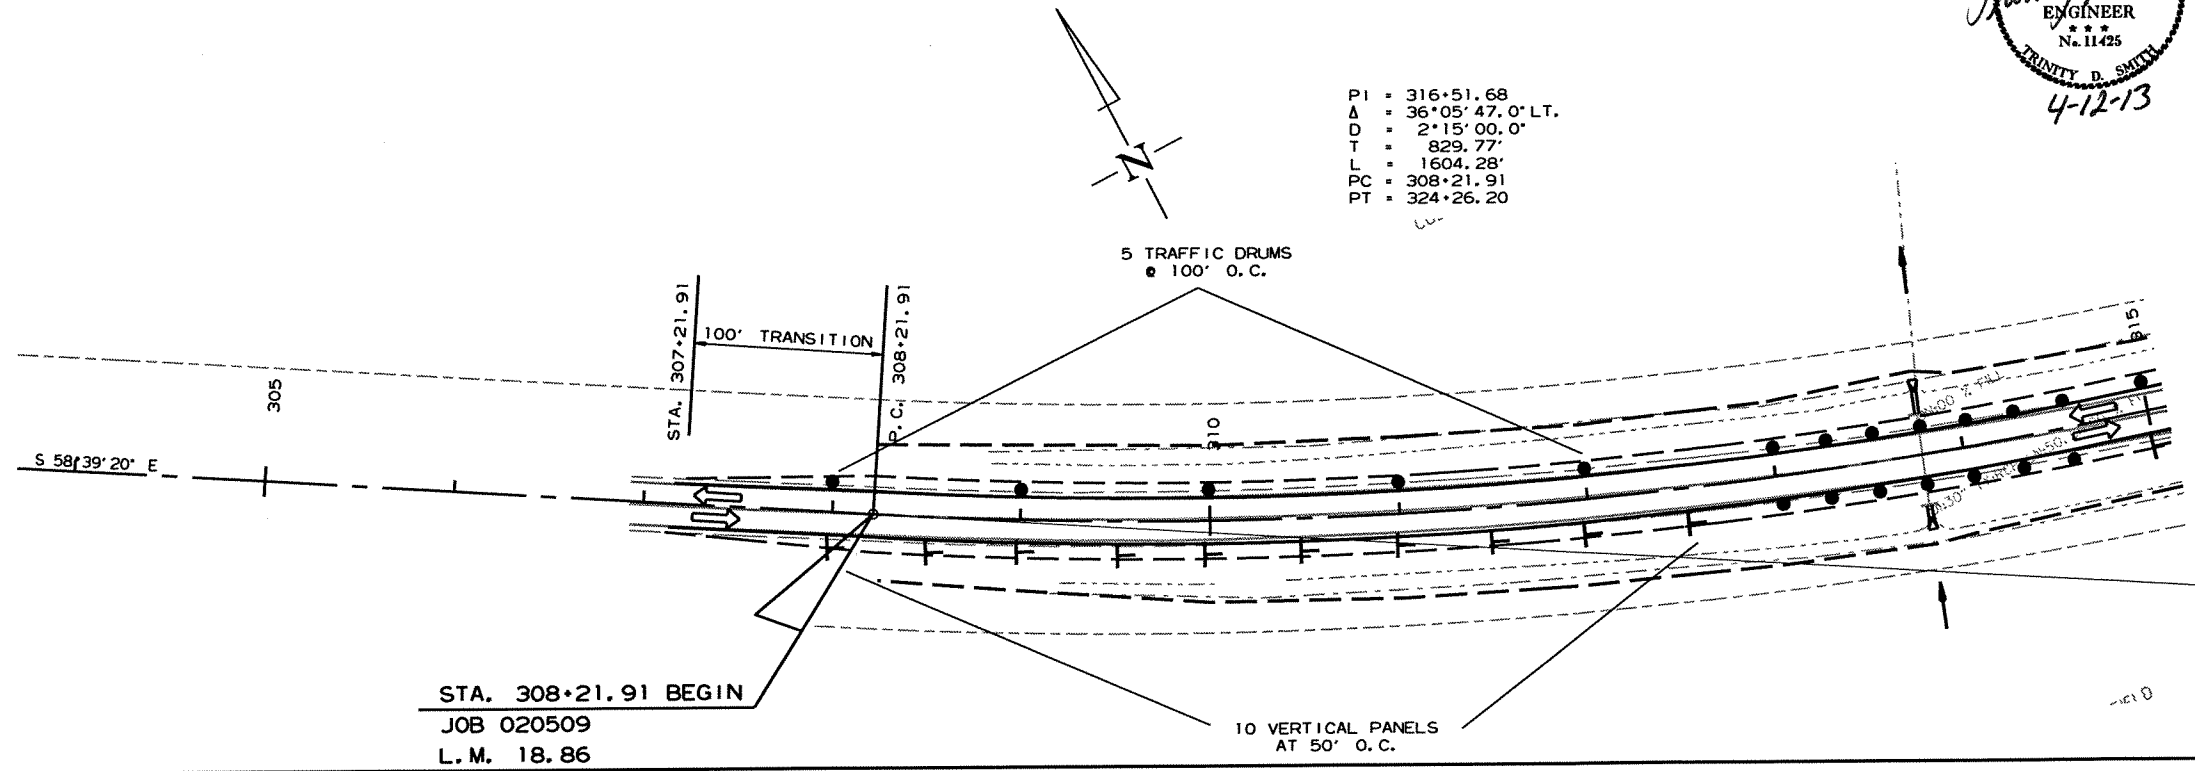 ENGINEER
★ ★ ★
No. 11425
TRINITY D. SMITH
4-12-13
PI = 316+51.68
Δ = 36°05'47.0" LT.
D = 2°15'00.0"
T = 829.77'
L = 1604.28'
PC = 308+21.91
PT = 324+26.20
N
5 TRAFFIC DRUMS
@ 100' O.C.
STA. 307+21.91
100' TRANSITION
P.C. 308+21.91
305
310
315
S 58°39'20" E
STA. 308+21.91 BEGIN
JOB 020509
L.M. 18.86
10 VERTICAL PANELS
AT 50' O.C.